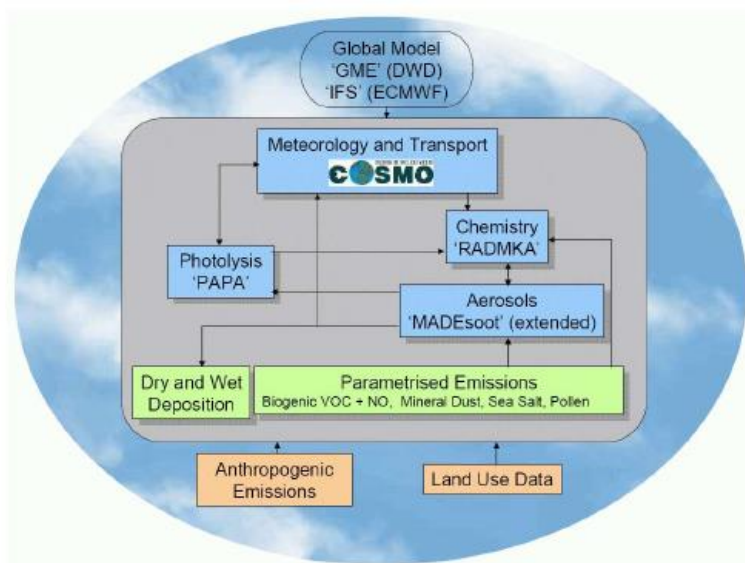 Global Model
‘GME’ (DWD)
‘IFS’ (ECMWF)
Meteorology and Transport
COSMO
Chemistry
‘RADMKA’
Photolysis
‘PAPA’
Aerosols
‘MADEsoot’ (extended)
Dry and Wet
Deposition
Parametrised Emissions
Biogenic VOC + NO, Mineral Dust, Sea Salt, Pollen
Anthropogenic
Emissions
Land Use Data